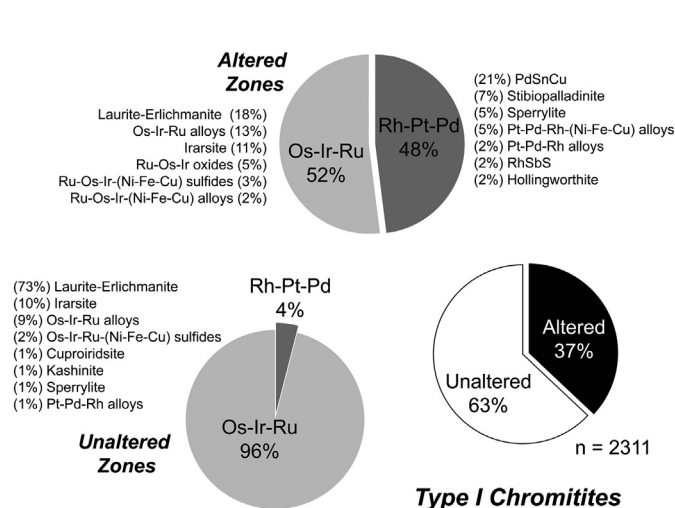 Altered
Zones
Laurite-Erlichmanite (18%)
Os-Ir-Ru alloys (13%)
Irarsite (11%)
Ru-Os-Ir oxides (5%)
Ru-Os-Ir-(Ni-Fe-Cu) sulfides (3%)
Ru-Os-Ir-(Ni-Fe-Cu) alloys (2%)
Os-Ir-Ru
52%
Rh-Pt-Pd
48%
(21%) PdSnCu
(7%) Stibiopalladinite
(5%) Sperrylite
(5%) Pt-Pd-Rh-(Ni-Fe-Cu) alloys
(2%) Pt-Pd-Rh alloys
(2%) RhSbS
(2%) Hollingworthite
(73%) Laurite-Erlichmanite
(10%) Irarsite
(9%) Os-Ir-Ru alloys
(2%) Os-Ir-Ru-(Ni-Fe-Cu) sulfides
(1%) Cuproiridsite
(1%) Kashinite
(1%) Sperrylite
(1%) Pt-Pd-Rh alloys
Unaltered
Zones
Rh-Pt-Pd
4%
Os-Ir-Ru
96%
Altered
37%
Unaltered
63%
n = 2311
Type I Chromitites